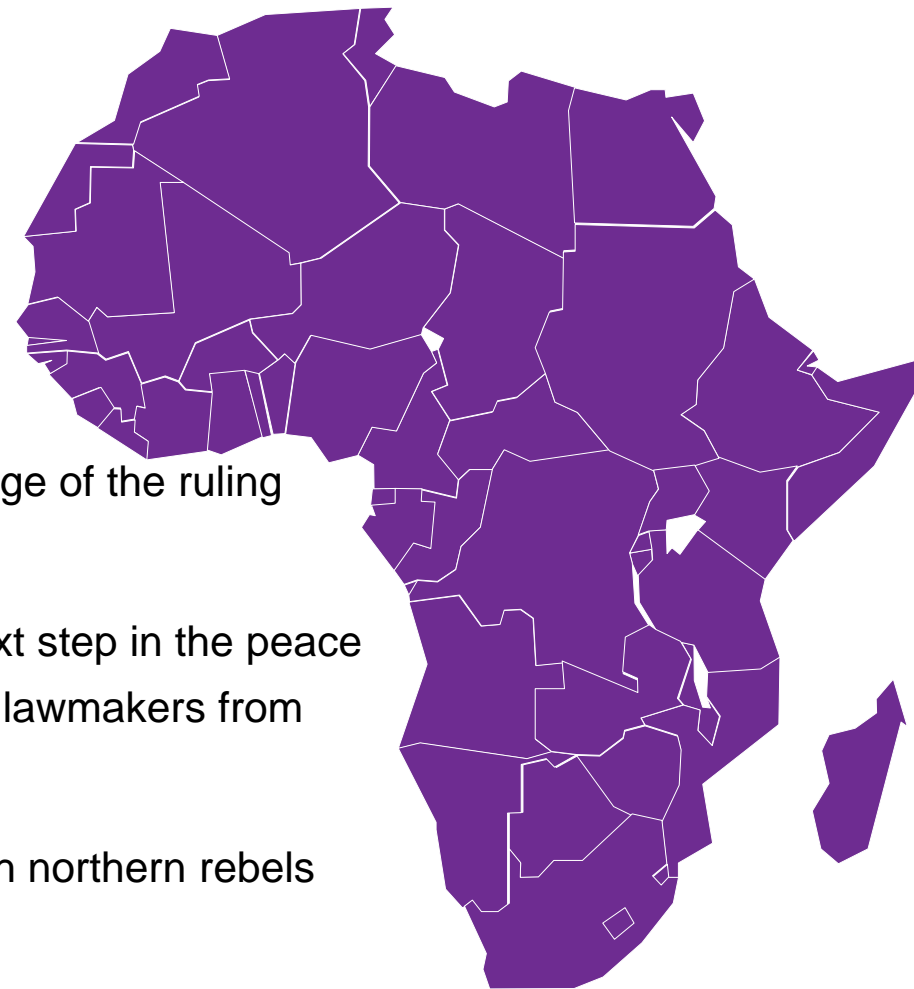 ge of the ruling
xt step in the peace
lawmakers from
n northern rebels